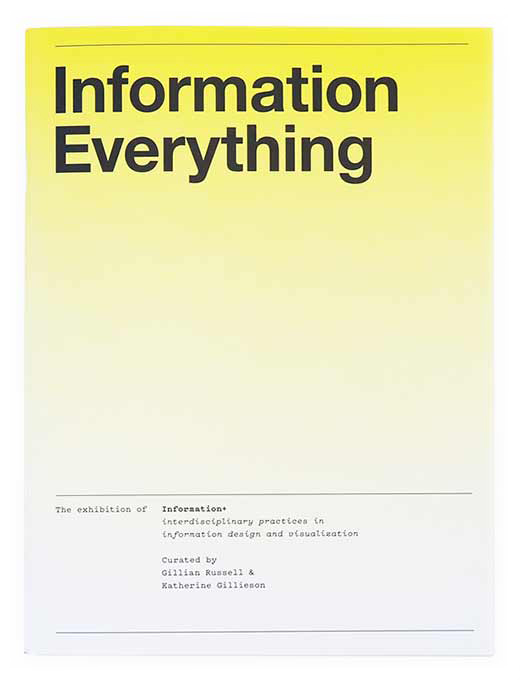 Information
Everything
The exhibition of Information+
interdisciplinary practices in
information design and visualization
Curated by
Gillian Russell &
Katherine Gillieson